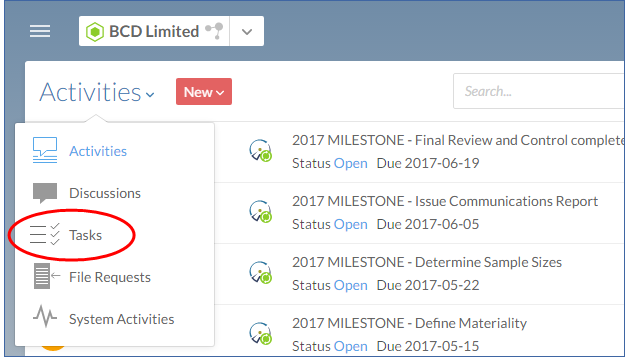 BCD Limited
Activities
New
Search...
Activities
Discussions
Tasks
File Requests
System Activities
2017 MILESTONE - Final Review and Control complete
Status Open Due 2017-06-19
2017 MILESTONE - Issue Communications Report
Status Open Due 2017-06-05
2017 MILESTONE - Determine Sample Sizes
Status Open Due 2017-05-22
2017 MILESTONE - Define Materiality
Status Open Due 2017-05-15